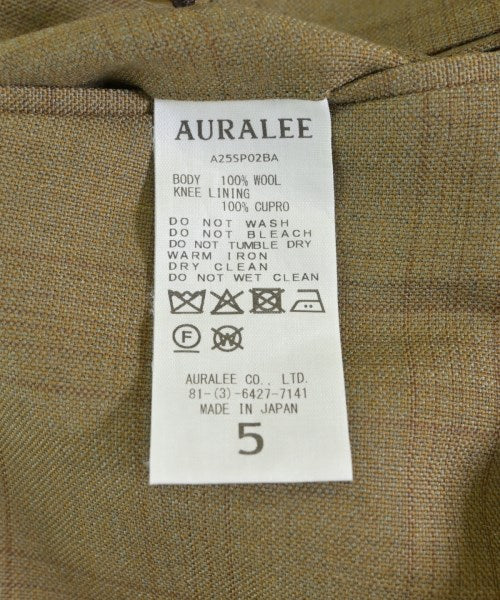 AURALEE
A25SP02BA
BODY 100% WOOL
KNEE LINING
100% CUPRO
DO NOT WASH
DO NOT BLEACH
DO NOT TUMBLE DRY
WARM IRON
DRY CLEAN
DO NOT WET CLEAN
F W
AURALEE CO., LTD.
81-(3)-6427-7141
MADE IN JAPAN
5